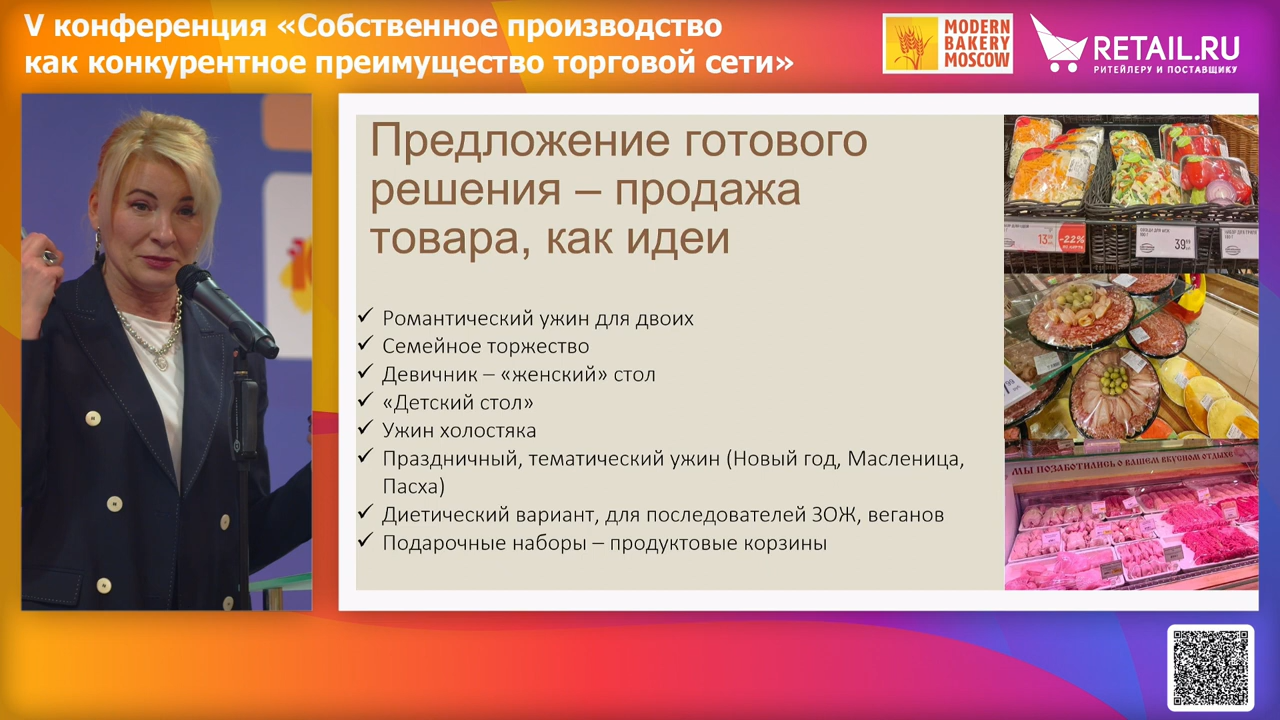 V конференция «Собственное производство
как конкурентное преимущество торговой сети»
MODERN
BAKERY
MOSCOW
RETAIL.RU
РИТЕЙЛЕРУ И ПОСТАВЩИКУ
Предложение готового
решения – продажа
товара, как идеи
✓ Романтический ужин для двоих
✓ Семейное торжество
✓ Девичник – «женский» стол
✓ «Детский стол»
✓ Ужин холостяка
✓ Праздничный, тематический ужин (Новый год, Масленица,
Пасха)
✓ Диетический вариант, для последователей ЗОЖ, веганов
✓ Подарочные наборы – продуктовые корзины
13
-22%
39
МЫ ПОЗАБОТИЛИСЬ О ВАШЕМ ВКУСНОМ ОТДЫХЕ